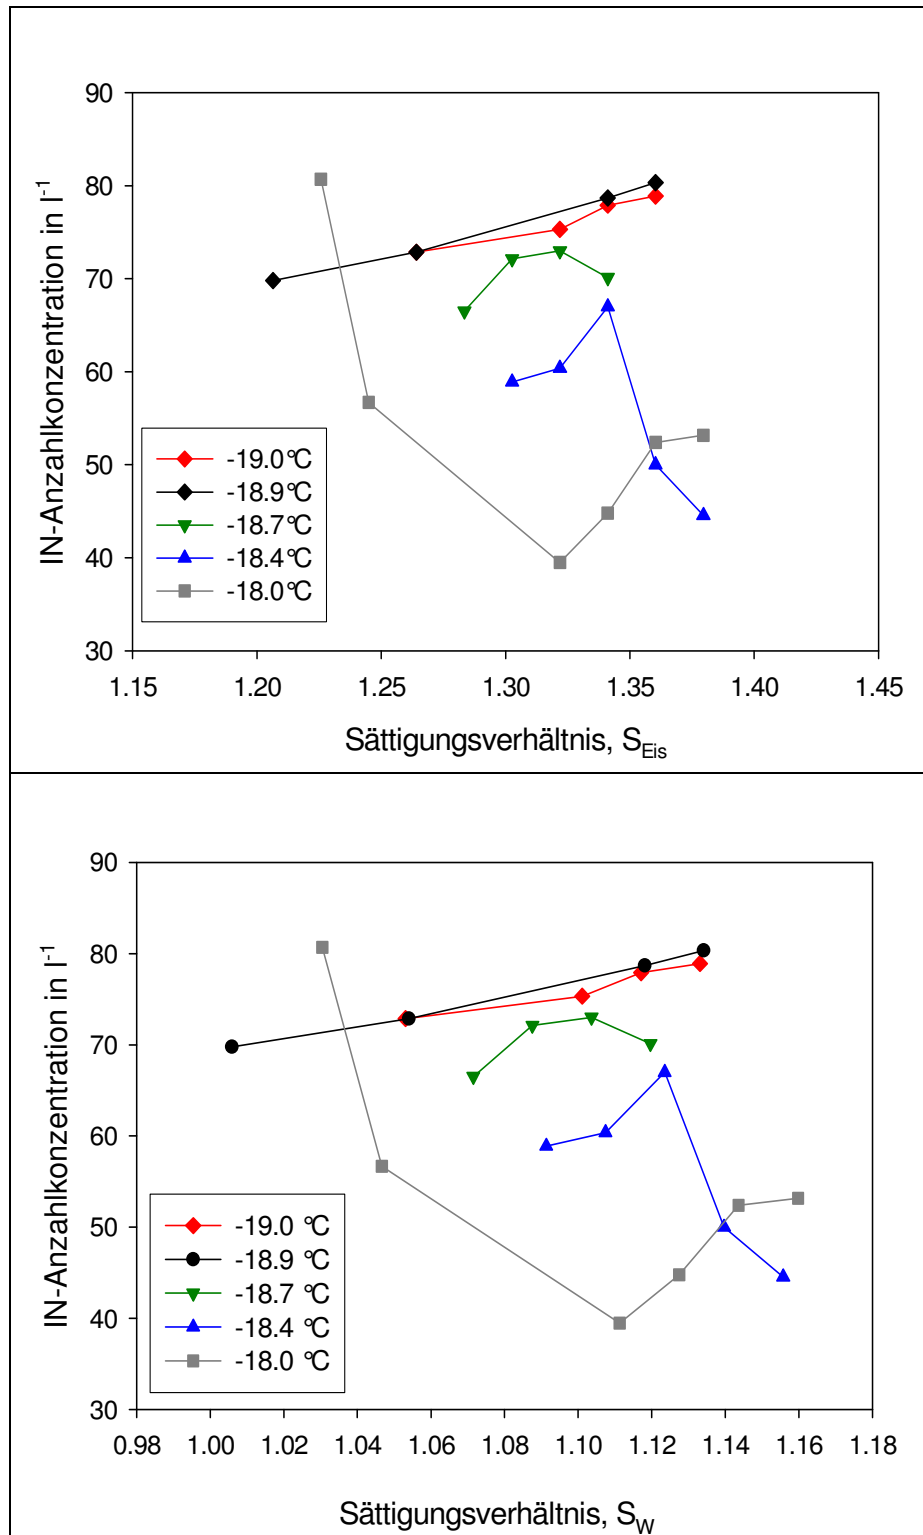 90
80
70
60
50
40
30
IN-Anzahlkonzentration in l⁻¹
-19.0°C
-18.9°C
-18.7°C
-18.4°C
-18.0°C
1.15 1.20 1.25 1.30 1.35 1.40 1.45
Sättigungsverhältnis, S_Eis
90
80
70
60
50
40
30
IN-Anzahlkonzentration in l⁻¹
-19.0 °C
-18.9 °C
-18.7 °C
-18.4 °C
-18.0 °C
0.98 1.00 1.02 1.04 1.06 1.08 1.10 1.12 1.14 1.16 1.18
Sättigungsverhältnis, S_W